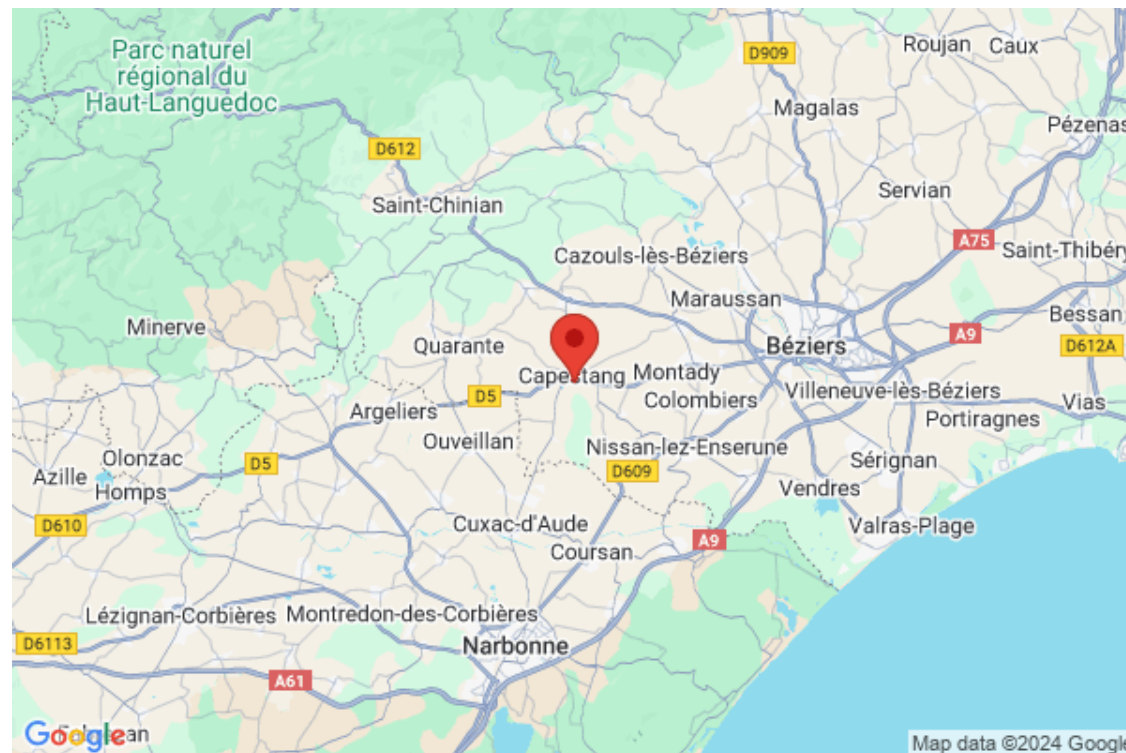 Parc naturel
régional du
Haut-Languedoc
D909
Roujan
Caux
Magalas
Pézenas
D612
Servian
Saint-Chinian
A75
Saint-Thibéry
Cazouls-lès-Béziers
Maraussan
Bessan
Minerve
A9
Quarante
Béziers
D612A
Capestang
Montady
Villeneuve-lès-Béziers
D5
Colombiers
Vias
Argeliers
Portiragnes
Ouveillan
Nissan-lez-Enserune
Olonzac
D5
Sérignan
Azille
D609
Homps
Vendres
D610
Cuxac-d'Aude
Valras-Plage
A9
Coursan
Lézignan-Corbières
Montredon-des-Corbières
D6113
Narbonne
A61
Google
Map data ©2024 Google